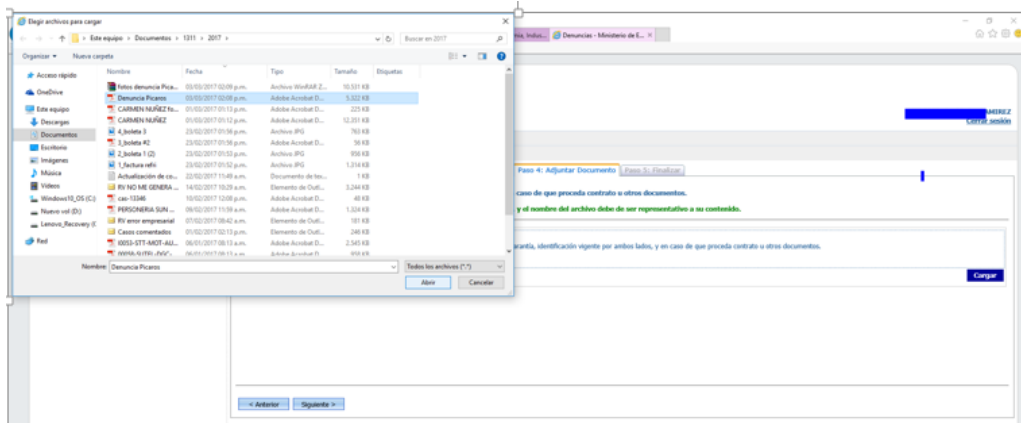 Elegir archivos para cargar
Este equipo > Documentos > 1311 > 2017 >
Buscar en 2017
Organizar
Nueva carpeta
Acceso rápido
OneDrive
Este equipo
Descargas
Documentos
Escritorio
Imágenes
Música
Videos
Windows10_OS (C:)
Nuevo vol (D:)
Lenovo_Recovery (
Red
Nombre Fecha Tipo Tamaño Etiquetas
fotos denuncia Pica... 03/03/2017 02:09 p.m. Archivo WinRAR Z... 10.531 KB
Denuncia Picaros 03/03/2017 02:08 p.m. Adobe Acrobat D... 5.322 KB
CARMEN NUÑEZ fo... 01/03/2017 01:13 p.m. Adobe Acrobat D... 225 KB
CARMEN NUÑEZ 01/03/2017 01:12 p.m. Adobe Acrobat D... 12.351 KB
4_boleta 3 23/02/2017 01:56 p.m. Archivo JPG 763 KB
3_boleta #2 23/02/2017 01:56 p.m. Adobe Acrobat D... 56 KB
2_boleta 1 (2) 23/02/2017 01:53 p.m. Archivo JPG 956 KB
1_factura refri 23/02/2017 01:52 p.m. Archivo JPG 1.314 KB
Actualización de co... 22/02/2017 11:49 a.m. Documento de tex... 1 KB
RV NO ME GENERA ... 14/02/2017 10:29 a.m. Elemento de Outl... 3.244 KB
cas-13346 10/02/2017 12:08 p.m. Adobe Acrobat D... 48 KB
PERSONERIA SUN ... 09/02/2017 11:59 a.m. Adobe Acrobat D... 1.324 KB
RV error empresarial 07/02/2017 08:42 a.m. Elemento de Outl... 181 KB
Casos comentados 01/02/2017 02:13 p.m. Elemento de Outl... 246 KB
00053-STT-MOT-AU... 06/01/2017 08:13 a.m. Adobe Acrobat D... 2.545 KB
Nombre: Denuncia Picaros
Todos los archivos (*.*)
Abrir
Cancelar
Denuncias - Ministerio de E...
AMIREZ
Cerrar sesión
Paso 4: Adjuntar Documento
Paso 5: Finalizar
caso de que proceda contrato u otros documentos.
y el nombre del archivo debe de ser representativo a su contenido.
arantía, identificación vigente por ambos lados, y en caso de que proceda contrato u otros documentos.
Cargar
< Anterior
Siguiente >